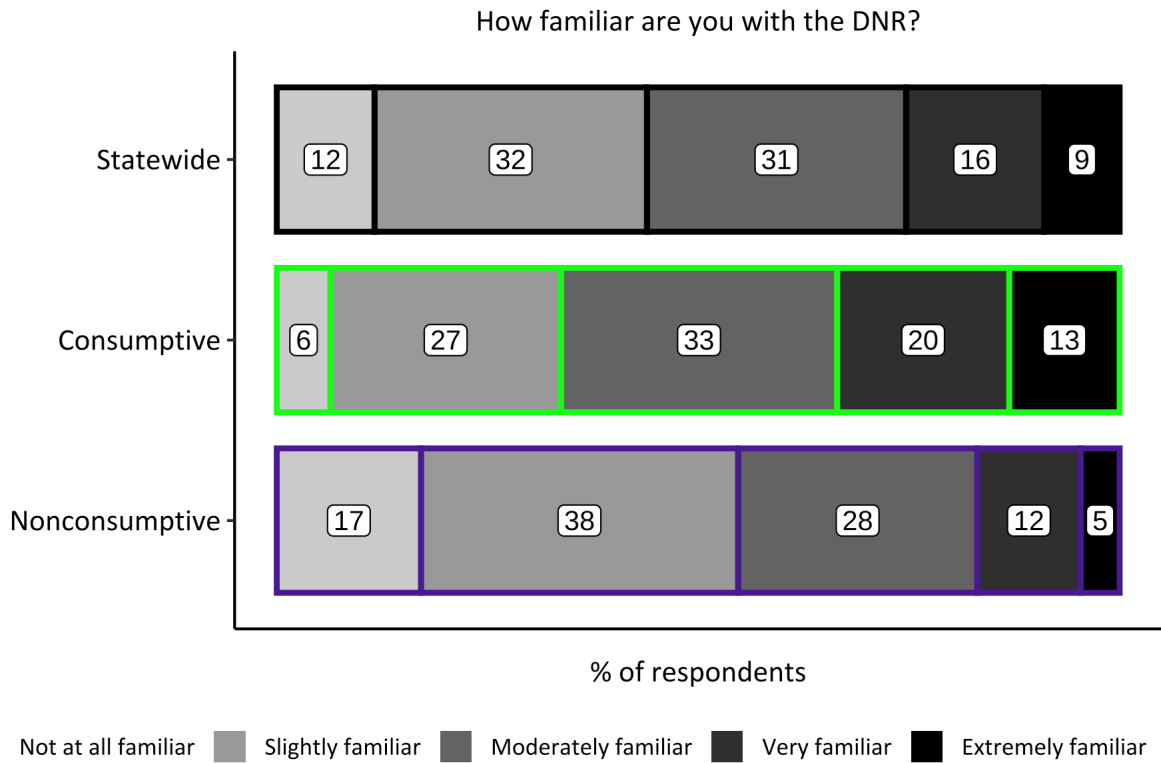 How familiar are you with the DNR?
Statewide 12 32 31 16 9
Consumptive 6 27 33 20 13
Nonconsumptive 17 38 28 12 5
% of respondents
Not at all familiar Slightly familiar Moderately familiar Very familiar Extremely familiar